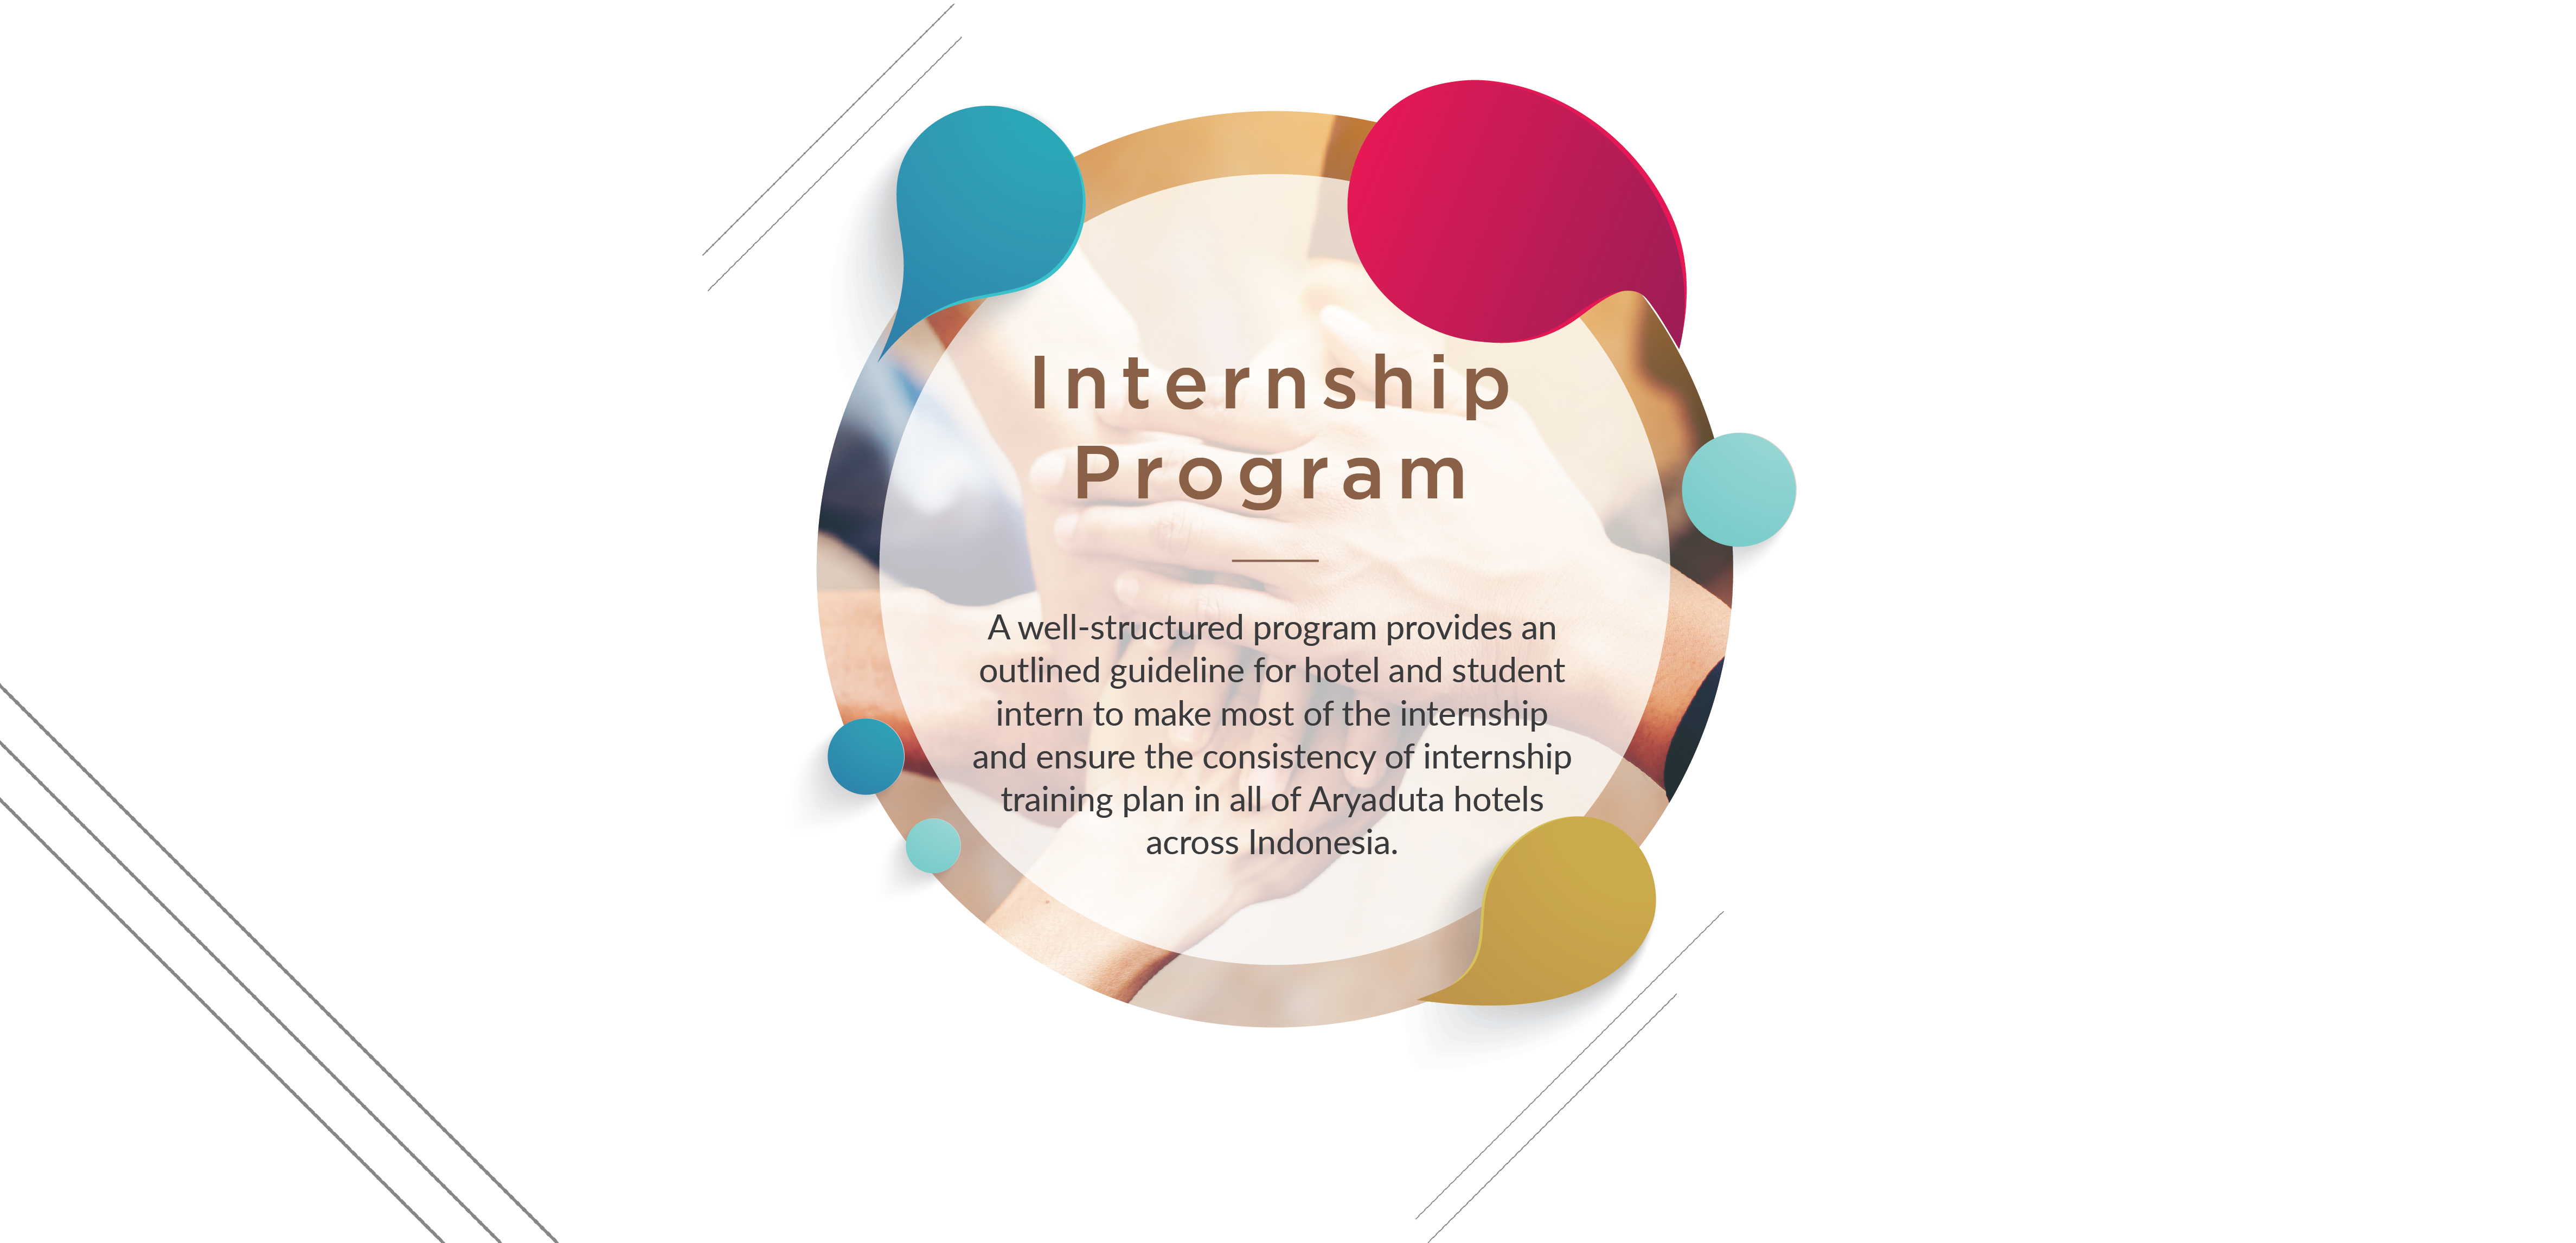 Internship
Program
A well-structured program provides an
outlined guideline for hotel and student
intern to make most of the internship
and ensure the consistency of internship
training plan in all of Aryaduta hotels
across Indonesia.